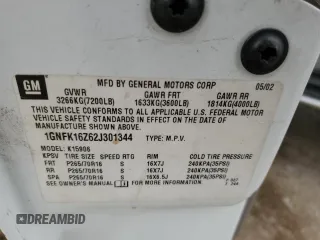 GM
MFD BY GENERAL MOTORS CORP 05/02
GVWR GAWR FRT GAWR RR
3266KG(7200LB) 1633KG(3600LB) 1814KG(4000LB)
THIS VEHICLE CONFORMS TO ALL APPLICABLE U.S. FEDERAL
MOTOR VEHICLE SAFETY STANDARDS IN EFFECT ON THE DATE OF
MANUFACTURE SHOWN ABOVE.
1GNFK16Z62J301344 TYPE: M.P.V.
MODEL: K15906
KPSV TIRE SIZE SPEED RTG RIM COLD TIRE PRESSURE
FRT P265/70R16 S 16X7J 240KPA(35PSI)
RR P265/70R16 S 16X7J 240KPA(35PSI)
SPA P265/70R16 S 16X6.5J 240KPA(35PSI)
SEE OWNER'S MANUAL FOR MORE INFORMATION.
IAAI